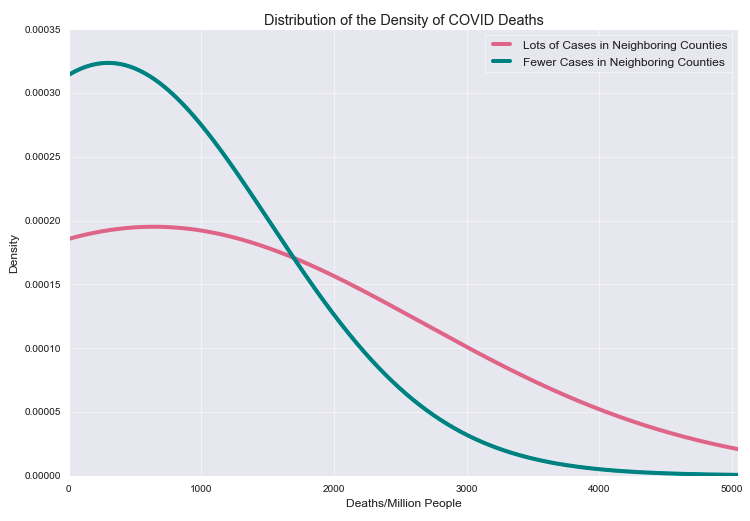 Distribution of the Density of COVID Deaths
Lots of Cases in Neighboring Counties
Fewer Cases in Neighboring Counties
Density
0.00035
0.00030
0.00025
0.00020
0.00015
0.00010
0.00005
0.00000
0 1000 2000 3000 4000 5000
Deaths/Million People